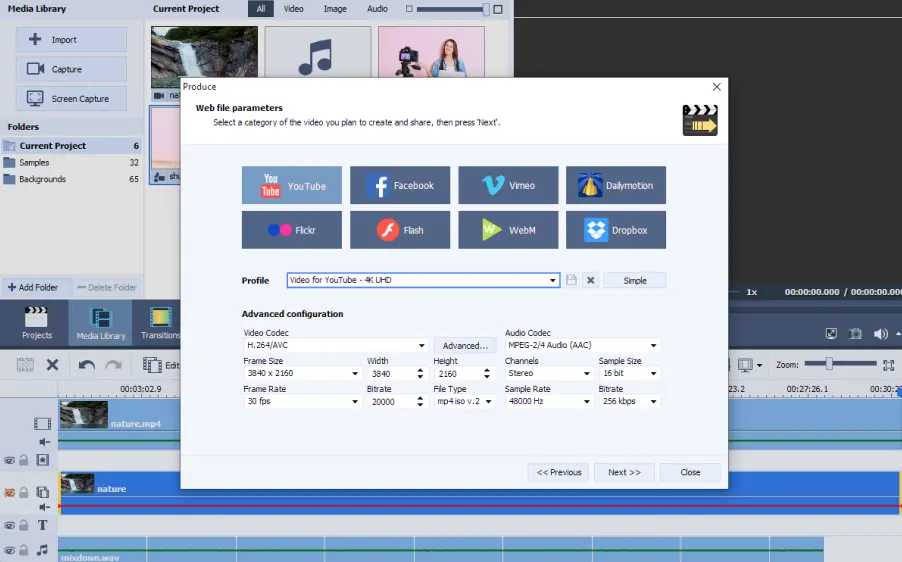 Media Library
Current Project
All
Video
Image
Audio
Import
Capture
Screen Capture
Folders
Current Project 6
Samples 32
Backgrounds 65
+ Add Folder
Delete Folder
Projects
Media Library
Transitions
Produce
Web file parameters
Select a category of the video you plan to create and share, then press 'Next'.
You Tube YouTube
Facebook
Vimeo
Dailymotion
Flickr
Flash
WebM
Dropbox
Profile
Video for YouTube - 4K UHD
Simple
Advanced configuration
Video Codec
H.264/AVC
Advanced...
Audio Codec
MPEG-2/4 Audio (AAC)
Frame Size
Width
Height
Channels
Sample Size
3840 x 2160
3840
2160
Stereo
16 bit
Frame Rate
Bitrate
File Type
Sample Rate
Bitrate
30 fps
20000
mp4 iso v.2
48000 Hz
256 kbps
<< Previous
Next >>
Close
1x
00:00:00.000 / 00:00:00.
Edit
Zoom:
00:03:02.9
23.2
00:27:26.1
00:30:
nature.mp4
nature
T
mixdown.wav